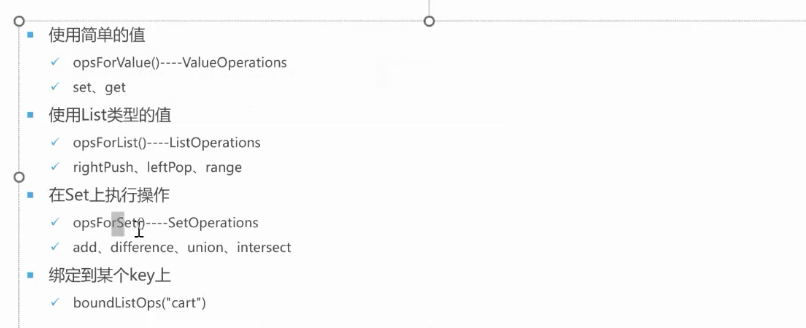 使用简单的值
opsForValue()----ValueOperations
set、get
使用List类型的值
opsForList()----ListOperations
rightPush、leftPop、range
在Set上执行操作
opsForSet()----SetOperations
add、difference、union、intersect
绑定到某个key上
boundListOps("cart")